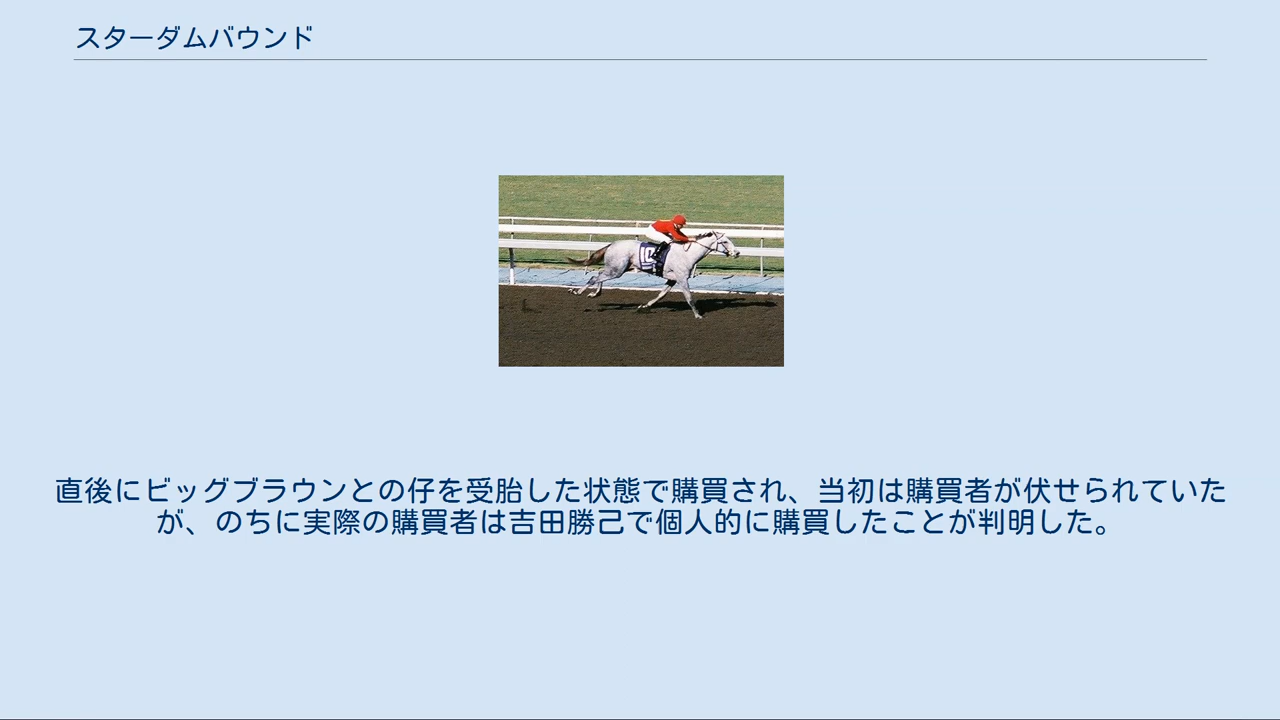 スターダムバウンド
直後にビッグブラウンとの仔を受胎した状態で購買され、当初は購買者が伏せられていた
が、のちに実際の購買者は吉田勝己で個人的に購買したことが判明した。